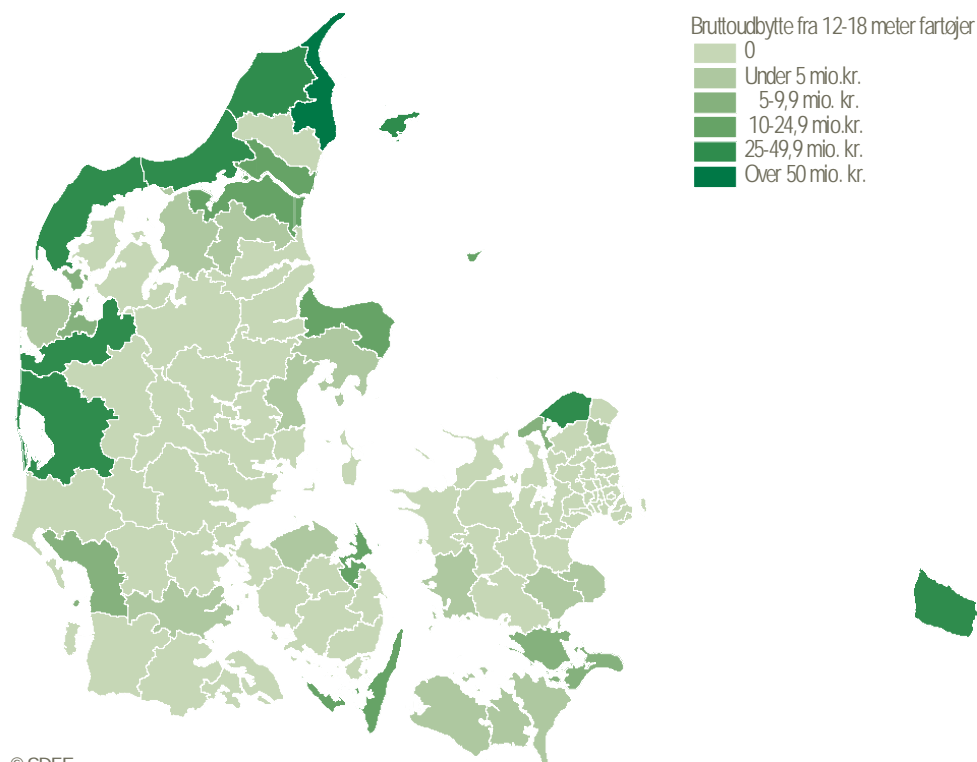 Bruttoudbytte fra 12-18 meter fartøjer
0
Under 5 mio.kr.
5-9,9 mio. kr.
10-24,9 mio.kr.
25-49,9 mio. kr.
Over 50 mio. kr.